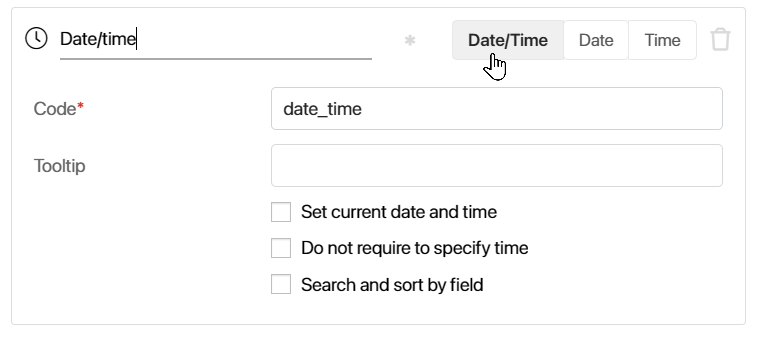 Date/time * Date/Time Date Time
Code* date_time
Tooltip
Set current date and time
Do not require to specify time
Search and sort by field